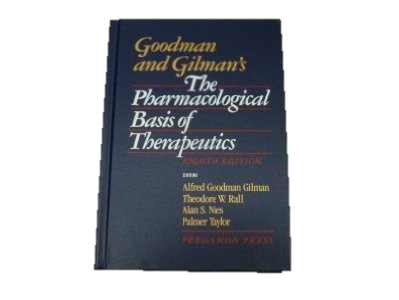 Goodman
and Gilman's
The
Pharmacological
Basis of
Therapeutics
EIGHTH EDITION
EDITORS
Alfred Goodman Gilman
Theodore W. Rall
Alan S. Nies
Palmer Taylor
PERGAMON PRESS